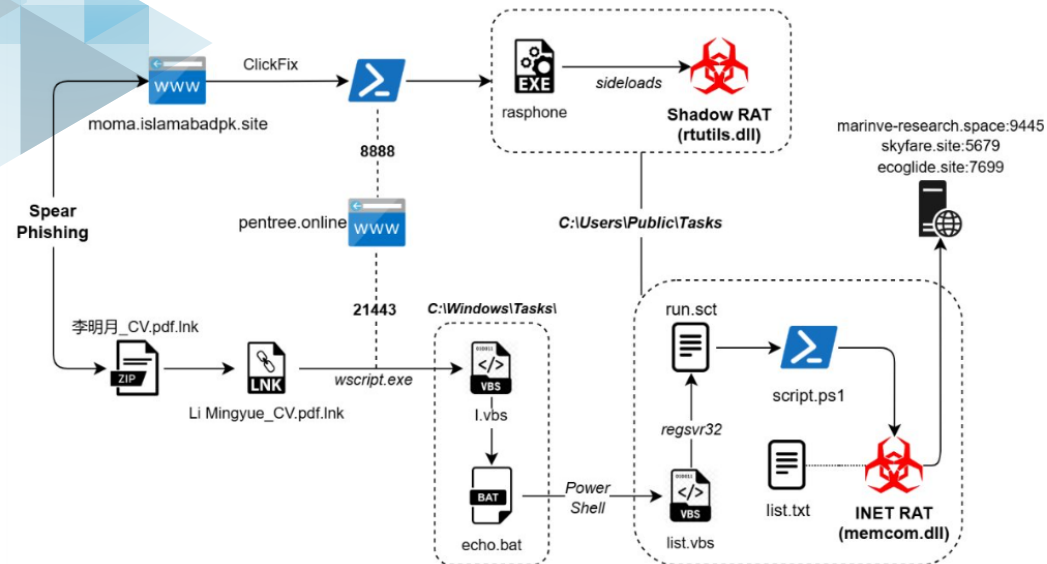 WWW
moma.islamabadpk.site
ClickFix
EXE
rasphone
sideloads
Shadow RAT
(rtutils.dll)
marinve-research.space:9445
skyfare.site:5679
ecoglide.site:7699
8888
Spear
Phishing
pentree.online
WWW
C:\Users\Public\Tasks
21443
C:\Windows\Tasks\
李明月_CV.pdf.lnk
ZIP
LNK
Li Mingyue_CV.pdf.lnk
wscript.exe
</>
VBS
l.vbs
BAT
echo.bat
Power
Shell
run.sct
script.ps1
regsvr32
</>
VBS
list.vbs
list.txt
INET RAT
(memcom.dll)